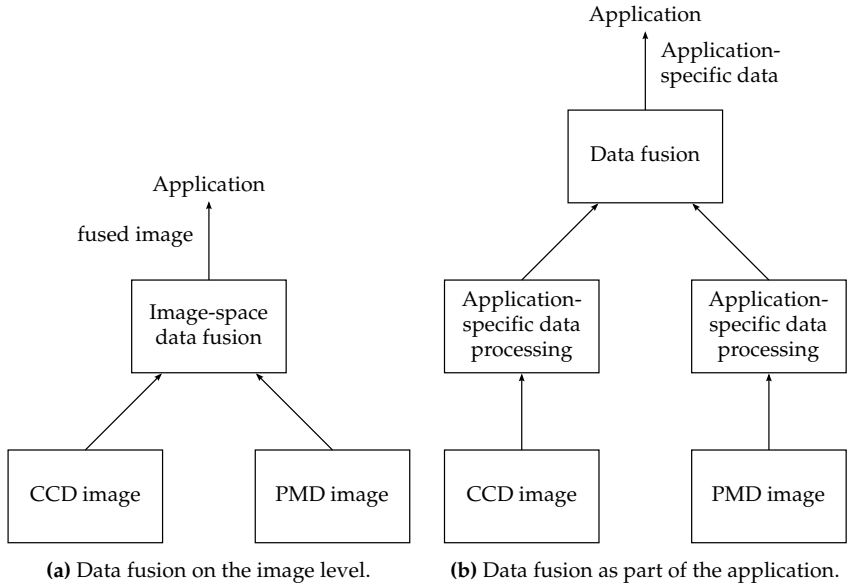 Application
fused image
Image-space
data fusion
CCD image
PMD image
(a) Data fusion on the image level.
Application
Application-
specific data
Data fusion
Application-
specific data
processing
Application-
specific data
processing
CCD image
PMD image
(b) Data fusion as part of the application.